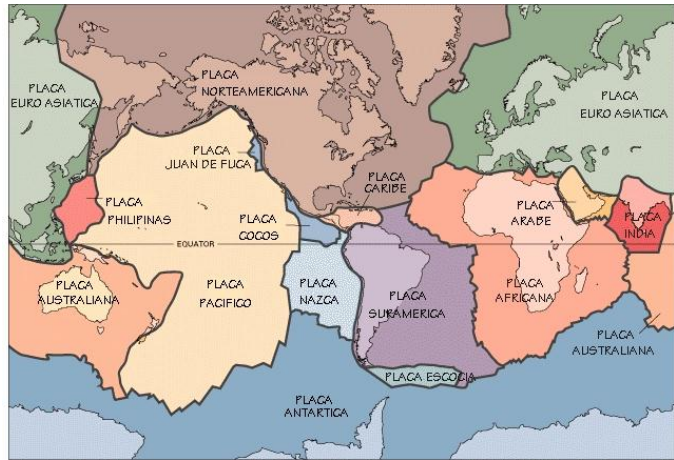 PLACA
EURO ASIATICA
PLACA
NORTEAMERICANA
PLACA
EURO ASIATICA
PLACA
JUAN DE FUCA
PLACA
CARIBE
PLACA
PHILIPINAS
PLACA
COCOS
PLACA
ARABE
PLACA
INDIA
EQUATOR
PLACA
AUSTRALIANA
PLACA
PACIFICO
PLACA
NAZCA
PLACA
SURAMERICA
PLACA
AFRICANA
PLACA
AUSTRALIANA
PLACA ESCOCIA
PLACA
ANTARTICA